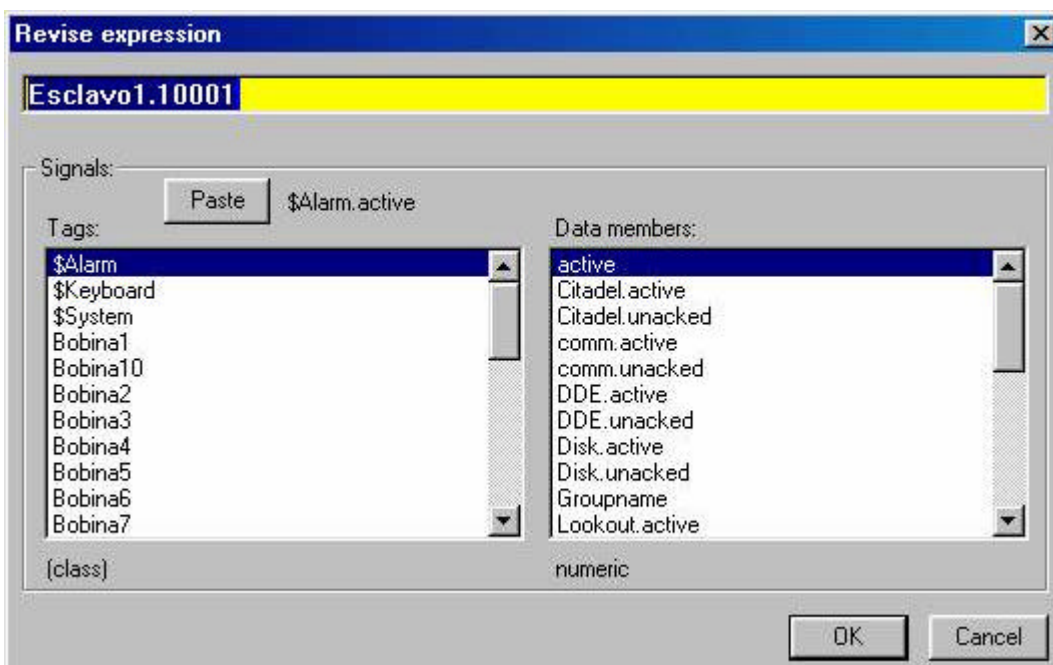 Revise expression
Esclavo1.10001
Signals:
Paste $Alarm.active
Tags:
$Alarm
$Keyboard
$System
Bobina1
Bobina10
Bobina2
Bobina3
Bobina4
Bobina5
Bobina6
Bobina7
(class)
Data members:
active
Citadel.active
Citadel.unacked
comm.active
comm.unacked
DDE.active
DDE.unacked
Disk.active
Disk.unacked
Groupname
Lookout.active
numeric
OK Cancel